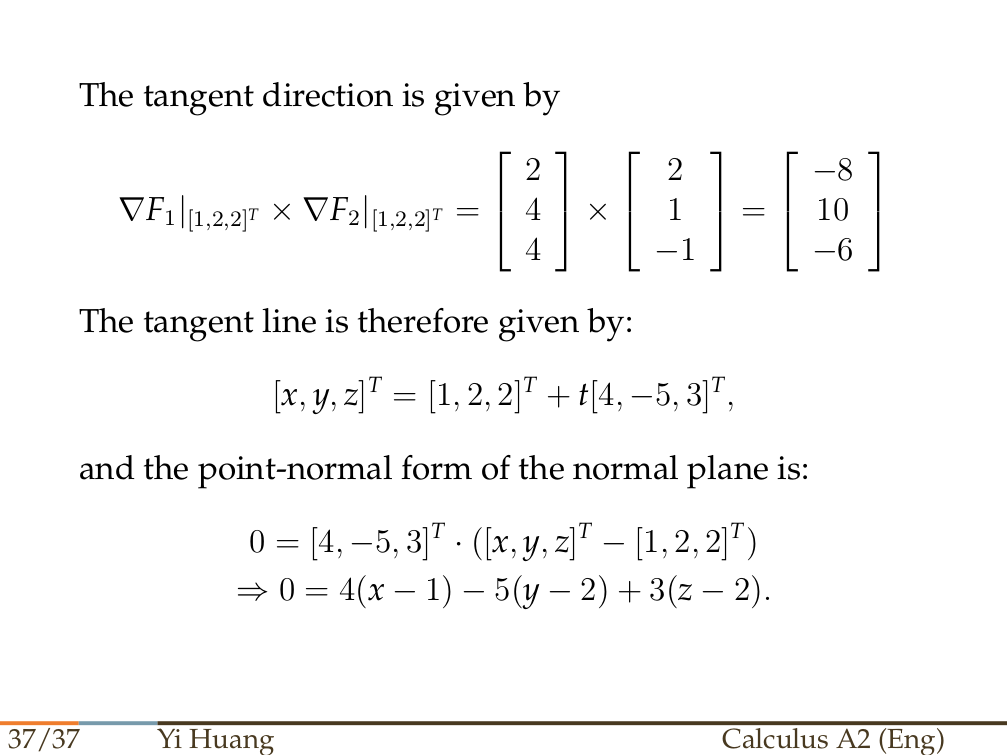 The tangent direction is given by
∇F₁|_{[1,2,2]^T} × ∇F₂|_{[1,2,2]^T} = [2 4 4] × [2 1 −1] = [−8 10 −6]
The tangent line is therefore given by:
[x, y, z]^T = [1, 2, 2]^T + t[4, −5, 3]^T,
and the point-normal form of the normal plane is:
0 = [4, −5, 3]^T · ([x, y, z]^T − [1, 2, 2]^T)
⇒ 0 = 4(x − 1) − 5(y − 2) + 3(z − 2).
37/37 Yi Huang Calculus A2 (Eng)